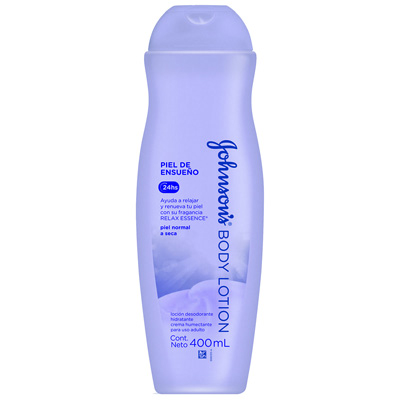 PIEL DE
ENSUEÑO
24hs
Ayuda a relajar
y renueva tu piel
con su fragancia
RELAX ESSENCE®
piel normal
a seca
Johnson's® BODY LOTION
loción desodorante
hidratante
crema humectante
para uso adulto
Cont.
Neto 400mL